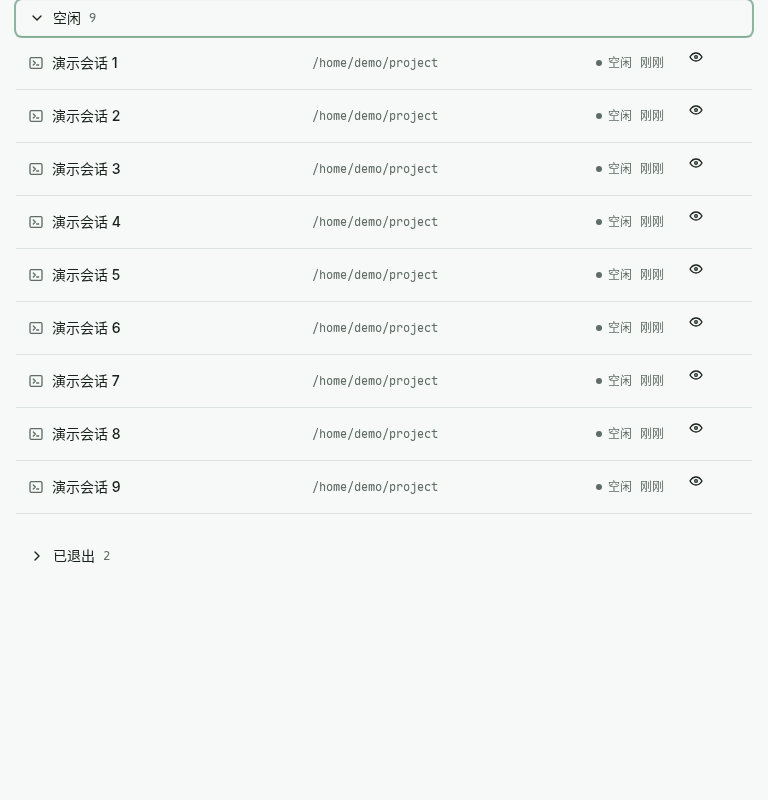 空闲 9
演示会话 1 /home/demo/project 空闲 刚刚
演示会话 2 /home/demo/project 空闲 刚刚
演示会话 3 /home/demo/project 空闲 刚刚
演示会话 4 /home/demo/project 空闲 刚刚
演示会话 5 /home/demo/project 空闲 刚刚
演示会话 6 /home/demo/project 空闲 刚刚
演示会话 7 /home/demo/project 空闲 刚刚
演示会话 8 /home/demo/project 空闲 刚刚
演示会话 9 /home/demo/project 空闲 刚刚
已退出 2